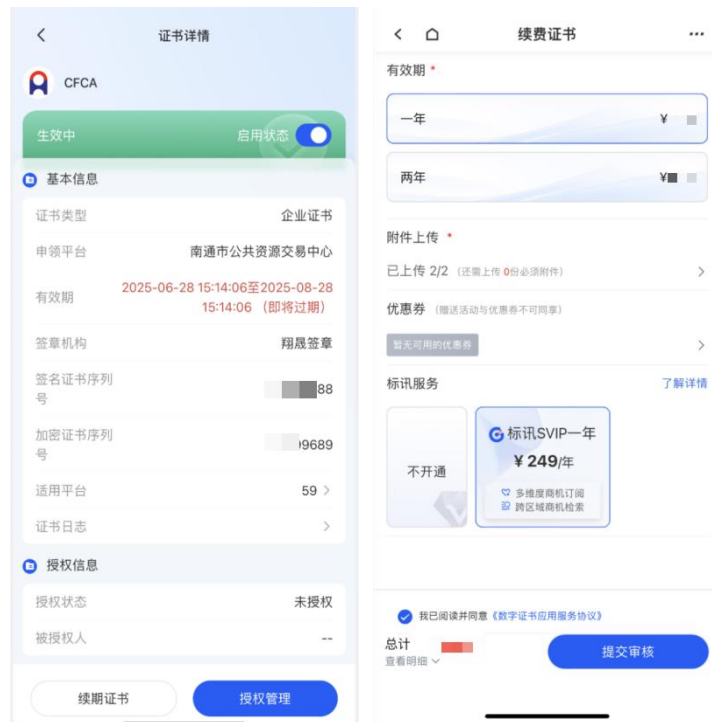 证书详情
CFCA
生效中
启用状态
基本信息
证书类型
企业证书
申领平台
南通市公共资源交易中心
有效期
2025-06-28 15:14:06至2025-08-28
15:14:06 （即将过期）
签章机构
翔晟签章
签名证书序列
号
88
加密证书序列
号
9689
适用平台
59
证书日志
授权信息
授权状态
未授权
被授权人
--
续期证书
授权管理
续费证书
有效期 *
一年
¥
两年
¥
附件上传 *
已上传 2/2 （还需上传 0份必须附件）
优惠券 （赠送活动与优惠券不可同享）
暂无可用的优惠券
标讯服务
了解详情
不开通
标讯SVIP一年
¥ 249/年
多维度商机订阅
跨区域商机检索
我已阅读并同意《数字证书应用服务协议》
总计
查看明细
提交审核